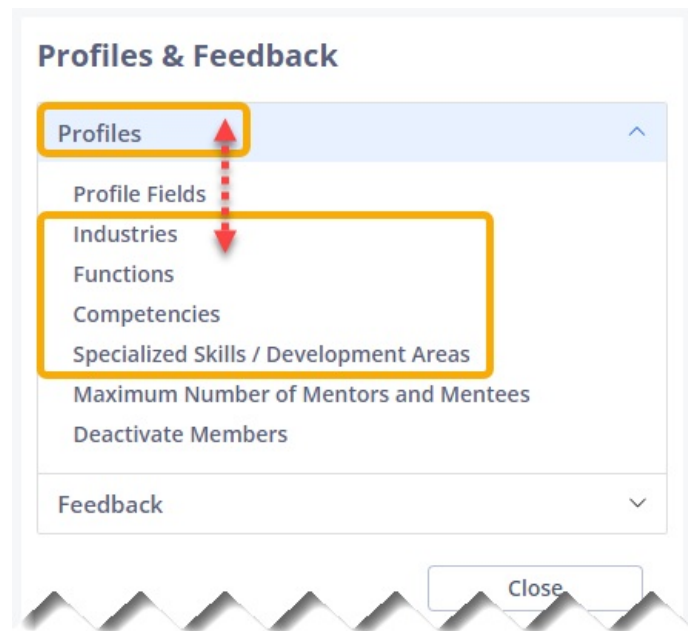 Profiles & Feedback
Profiles
Profile Fields
Industries
Functions
Competencies
Specialized Skills / Development Areas
Maximum Number of Mentors and Mentees
Deactivate Members
Feedback
Close